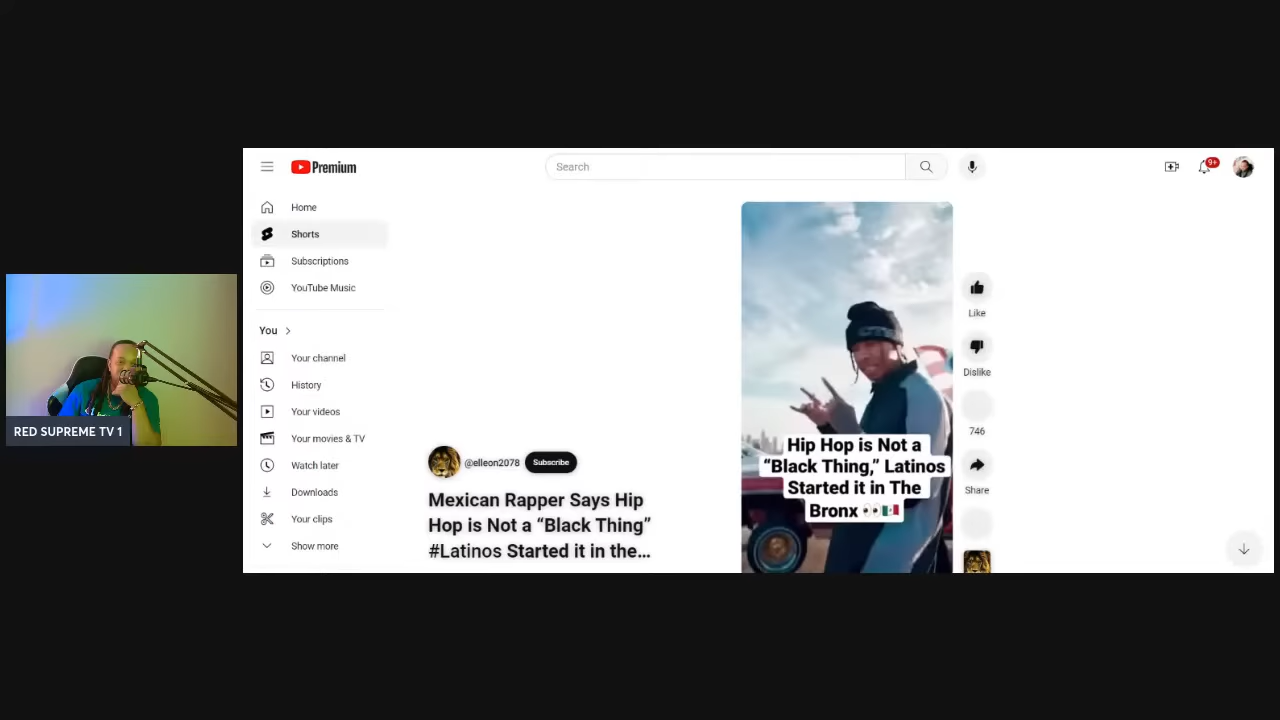 Premium
Search
9+
Home
Shorts
Subscriptions
YouTube Music
You
Your channel
History
Your videos
Your movies & TV
Watch later
Downloads
Your clips
Show more
RED SUPREME TV 1
@elleon2078 Subscribe
Mexican Rapper Says Hip
Hop is Not a “Black Thing”
#Latinos Started it in the...
Hip Hop is Not a
“Black Thing,” Latinos
Started it in The
Bronx 👀🇲🇽
Like
Dislike
746
Share